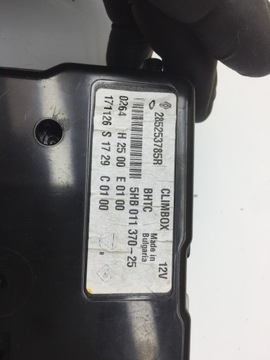 285253785R
CLIMBOX 12V
BHTC Made in Bulgaria
5HB 011 370-25
0264 H 25 00 E 01 00
171126 S 17 29 C 01 00